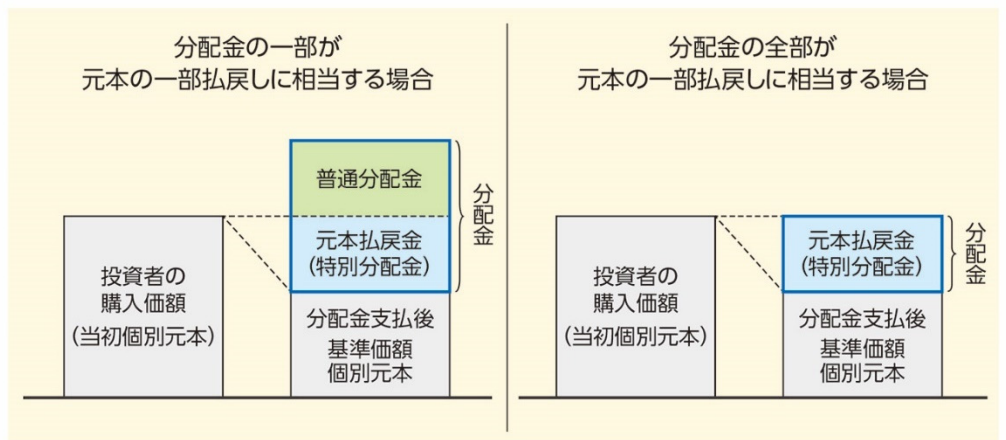 分配金の一部が
元本の一部払戻しに相当する場合
普通分配金
元本払戻金
(特別分配金)
分配金
投資者の
購入価額
(当初個別元本)
分配金支払後
基準価額
個別元本
分配金の全部が
元本の一部払戻しに相当する場合
元本払戻金
(特別分配金)
分配金
投資者の
購入価額
(当初個別元本)
分配金支払後
基準価額
個別元本